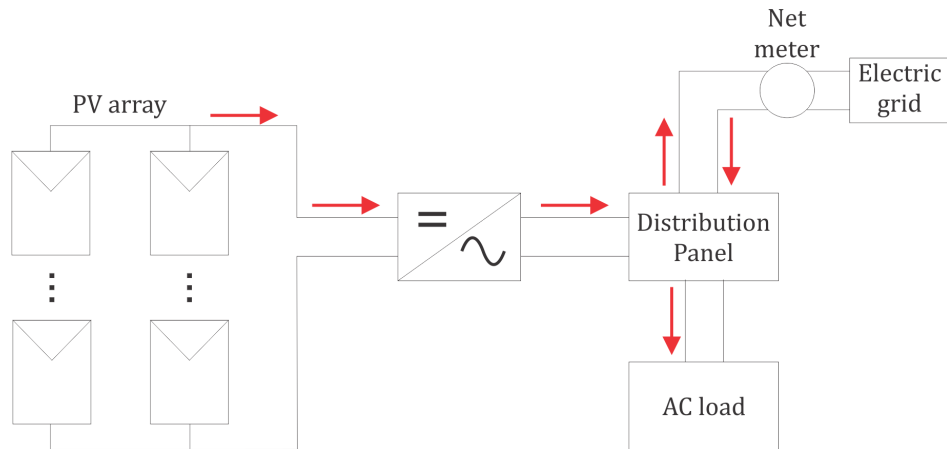 Net
meter
Electric
grid
PV array
Distribution
Panel
AC load